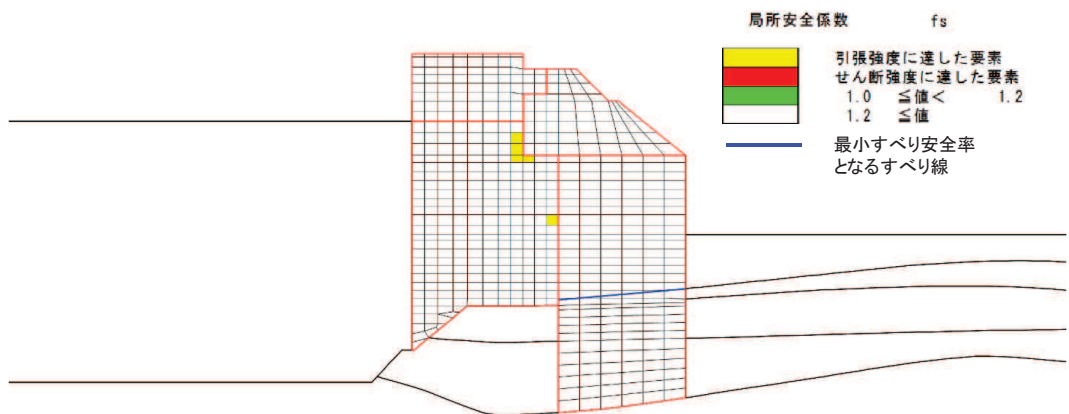 局所安全係数 fs
引張強度に達した要素
せん断強度に達した要素
1.0 ≦値< 1.2
1.2 ≦値
最小すべり安全率
となるすべり線